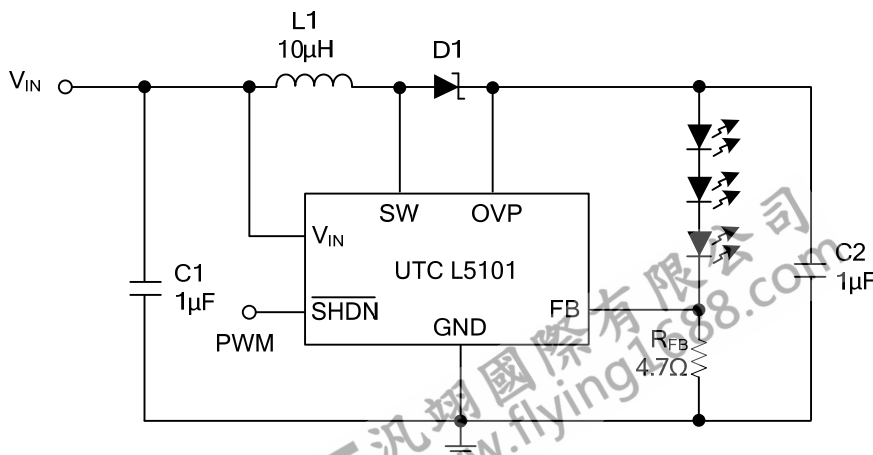 L1
10µH
D1
VIN
SW
OVP
VIN
UTC L5101
C1
1µF
SHDN
FB
PWM
GND
C2
1µF
RFB
4.7Ω
汎翊國際有限公司
w.flying1688.com